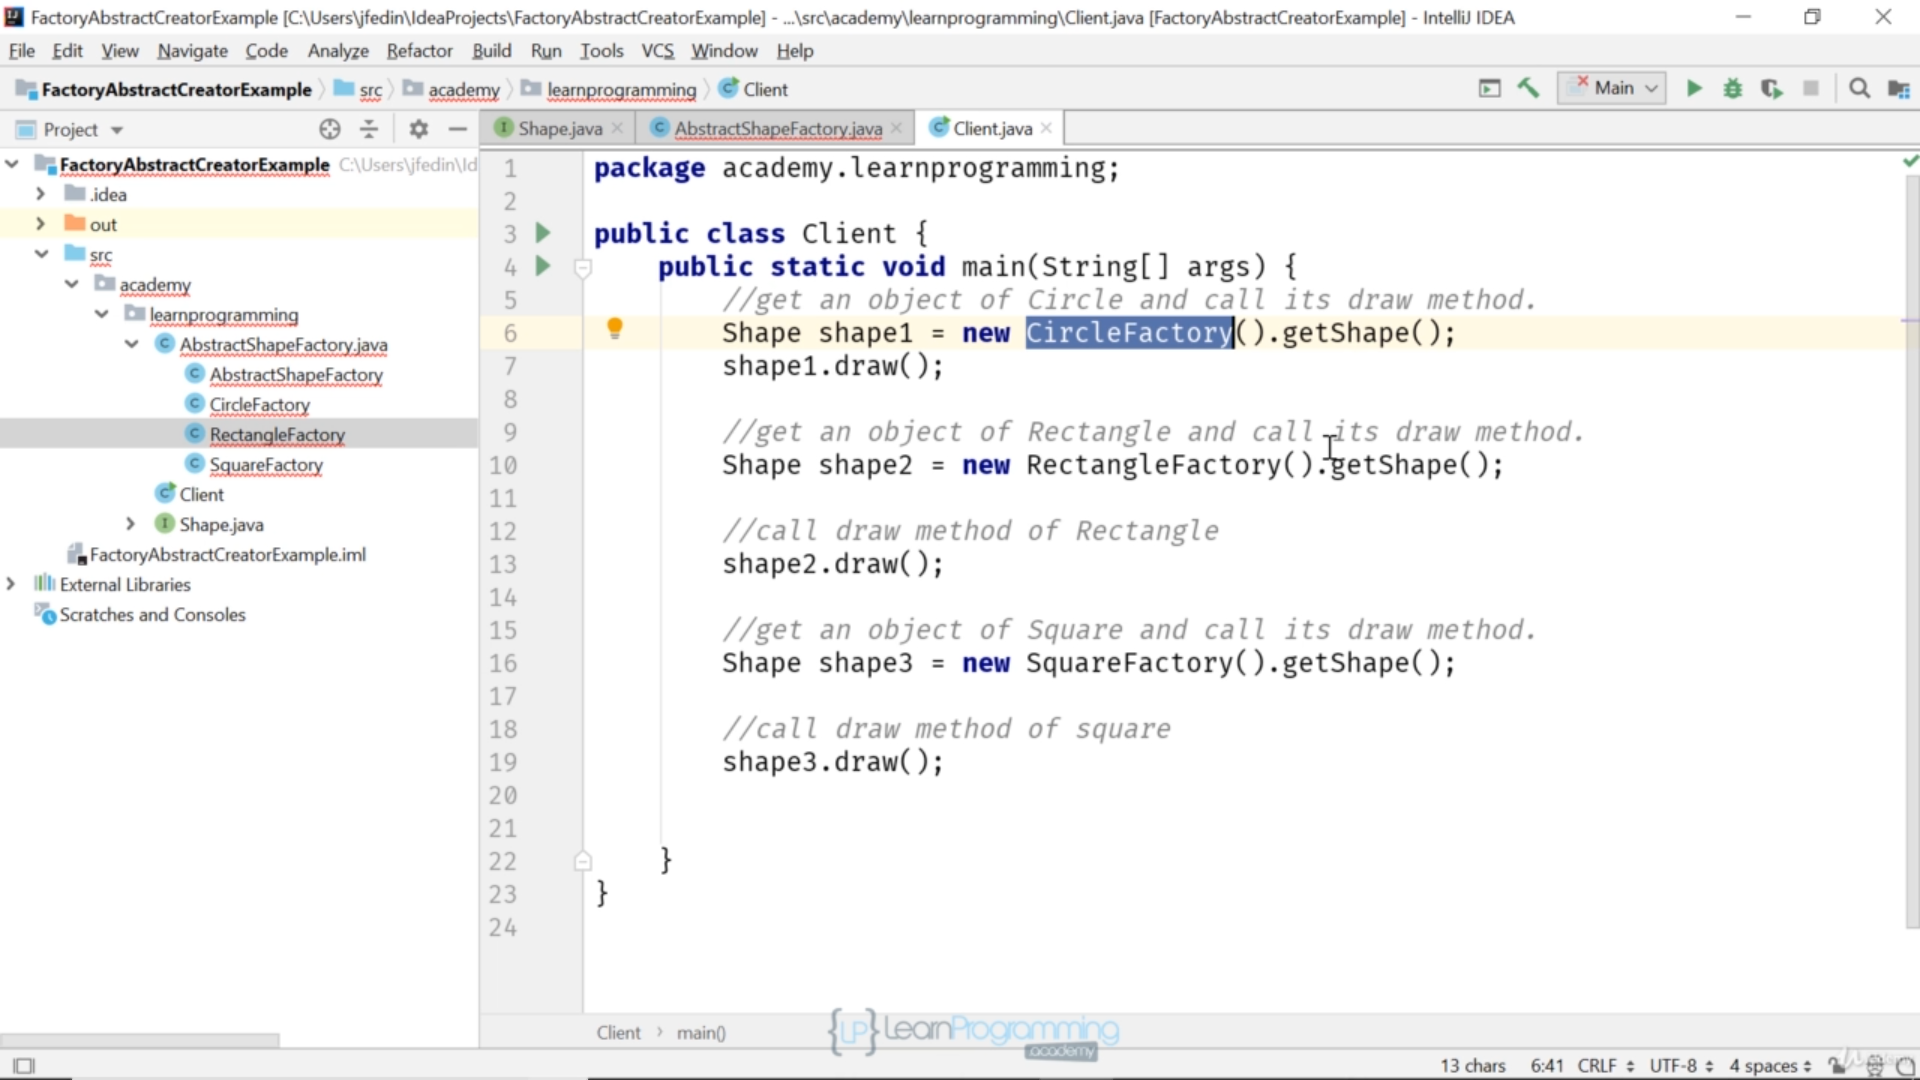 FactoryAbstractCreatorExample [C:\Users\jfedin\IdeaProjects\FactoryAbstractCreatorExample] - ...\src\academy\learnprogramming\Client.java [FactoryAbstractCreatorExample] - IntelliJ IDEA
File Edit View Navigate Code Analyze Refactor Build Run Tools VCS Window Help
FactoryAbstractCreatorExample src academy learnprogramming Client Main
Project Shape.java AbstractShapeFactory.java Client.java
FactoryAbstractCreatorExample C:\Users\jfedin\Id
.idea
out
src
academy
learnprogramming
AbstractShapeFactory.java
AbstractShapeFactory
CircleFactory
RectangleFactory
SquareFactory
Client
Shape.java
FactoryAbstractCreatorExample.iml
External Libraries
Scratches and Consoles
1 package academy.learnprogramming;
2
3 public class Client {
4 public static void main(String[] args) {
5 //get an object of Circle and call its draw method.
6 Shape shape1 = new CircleFactory().getShape();
7 shape1.draw();
8
9 //get an object of Rectangle and call its draw method.
10 Shape shape2 = new RectangleFactory().getShape();
11
12 //call draw method of Rectangle
13 shape2.draw();
14
15 //get an object of Square and call its draw method.
16 Shape shape3 = new SquareFactory().getShape();
17
18 //call draw method of square
19 shape3.draw();
20
21
22 }
23 }
24
Client main()
{LP} LearnProgramming
academy
13 chars 6:41 CRLF UTF-8 4 spaces